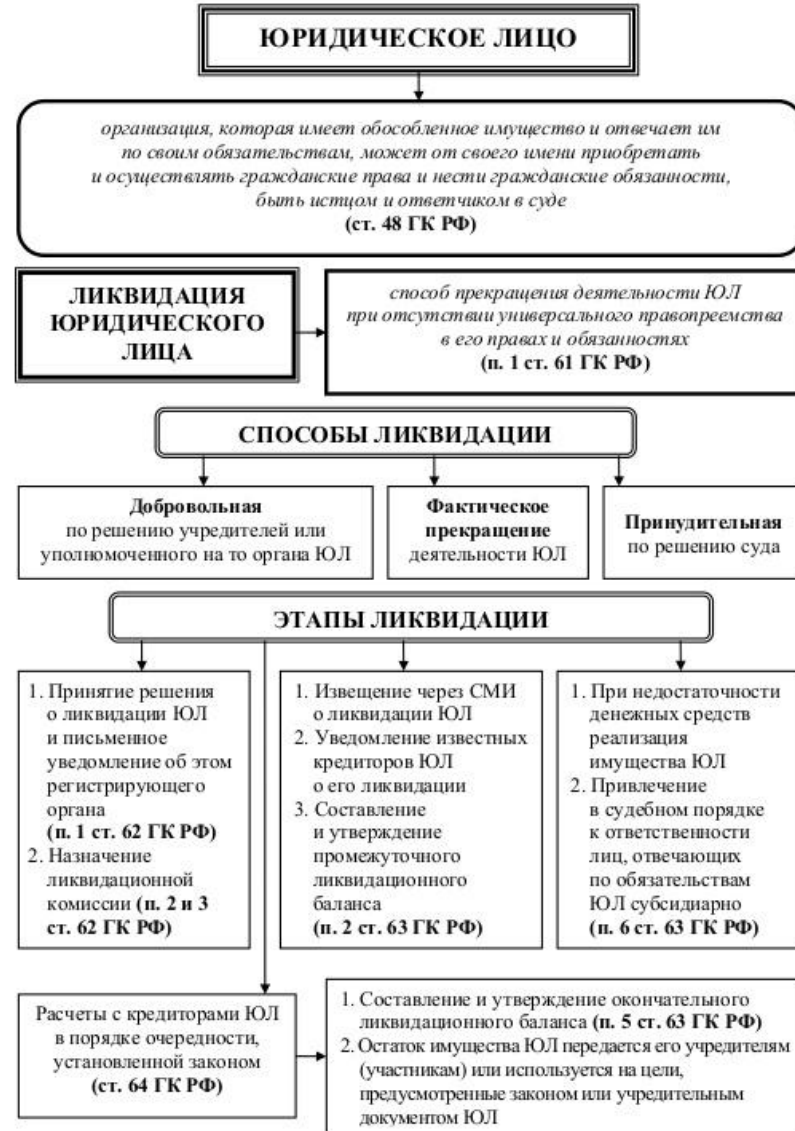 ЮРИДИЧЕСКОЕ ЛИЦО
организация, которая имеет обособленное имущество и отвечает им
по своим обязательствам, может от своего имени приобретать
и осуществлять гражданские права и нести гражданские обязанности,
быть истцом и ответчиком в суде
(ст. 48 ГК РФ)
ЛИКВИДАЦИЯ
ЮРИДИЧЕСКОГО
ЛИЦА
способ прекращения деятельности ЮЛ
при отсутствии универсального правопреемства
в его правах и обязанностях
(п. 1 ст. 61 ГК РФ)
СПОСОБЫ ЛИКВИДАЦИИ
Добровольная
по решению учредителей или
уполномоченного на то органа ЮЛ
Фактическое
прекращение
деятельности ЮЛ
Принудительная
по решению суда
ЭТАПЫ ЛИКВИДАЦИИ
1. Принятие решения
о ликвидации ЮЛ
и письменное
уведомление об этом
регистрирующего
органа
(п. 1 ст. 62 ГК РФ)
2. Назначение
ликвидационной
комиссии (п. 2 и 3
ст. 62 ГК РФ)
1. Извещение через СМИ
о ликвидации ЮЛ
2. Уведомление известных
кредиторов ЮЛ
о его ликвидации
3. Составление
и утверждение
промежуточного
ликвидационного
баланса
(п. 2 ст. 63 ГК РФ)
1. При недостаточности
денежных средств
реализация
имущества ЮЛ
2. Привлечение
в судебном порядке
к ответственности
лиц, отвечающих
по обязательствам
ЮЛ субсидиарно
(п. 6 ст. 63 ГК РФ)
Расчеты с кредиторами ЮЛ
в порядке очередности,
установленной законом
(ст. 64 ГК РФ)
1. Составление и утверждение окончательного
ликвидационного баланса (п. 5 ст. 63 ГК РФ)
2. Остаток имущества ЮЛ передается его учредителям
(участникам) или используется на цели,
предусмотренные законом или учредительным
документом ЮЛ